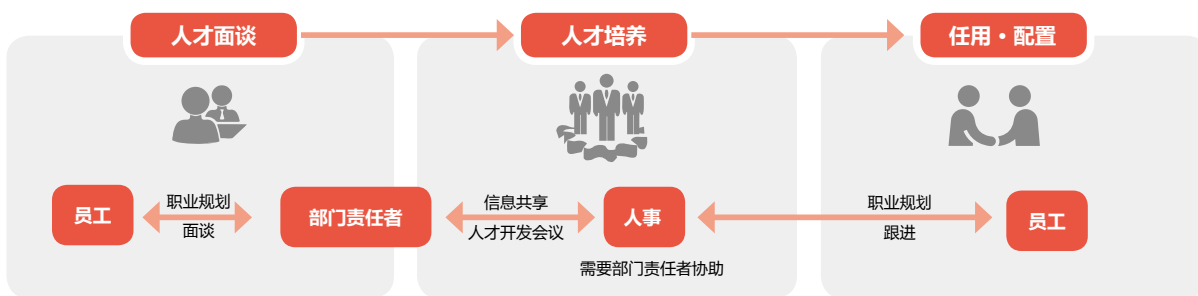 人才面谈
人才培养
任用・配置
员工
职业规划
面谈
部门责任者
信息共享
人才开发会议
人事
需要部门责任者协助
职业规划
跟进
员工